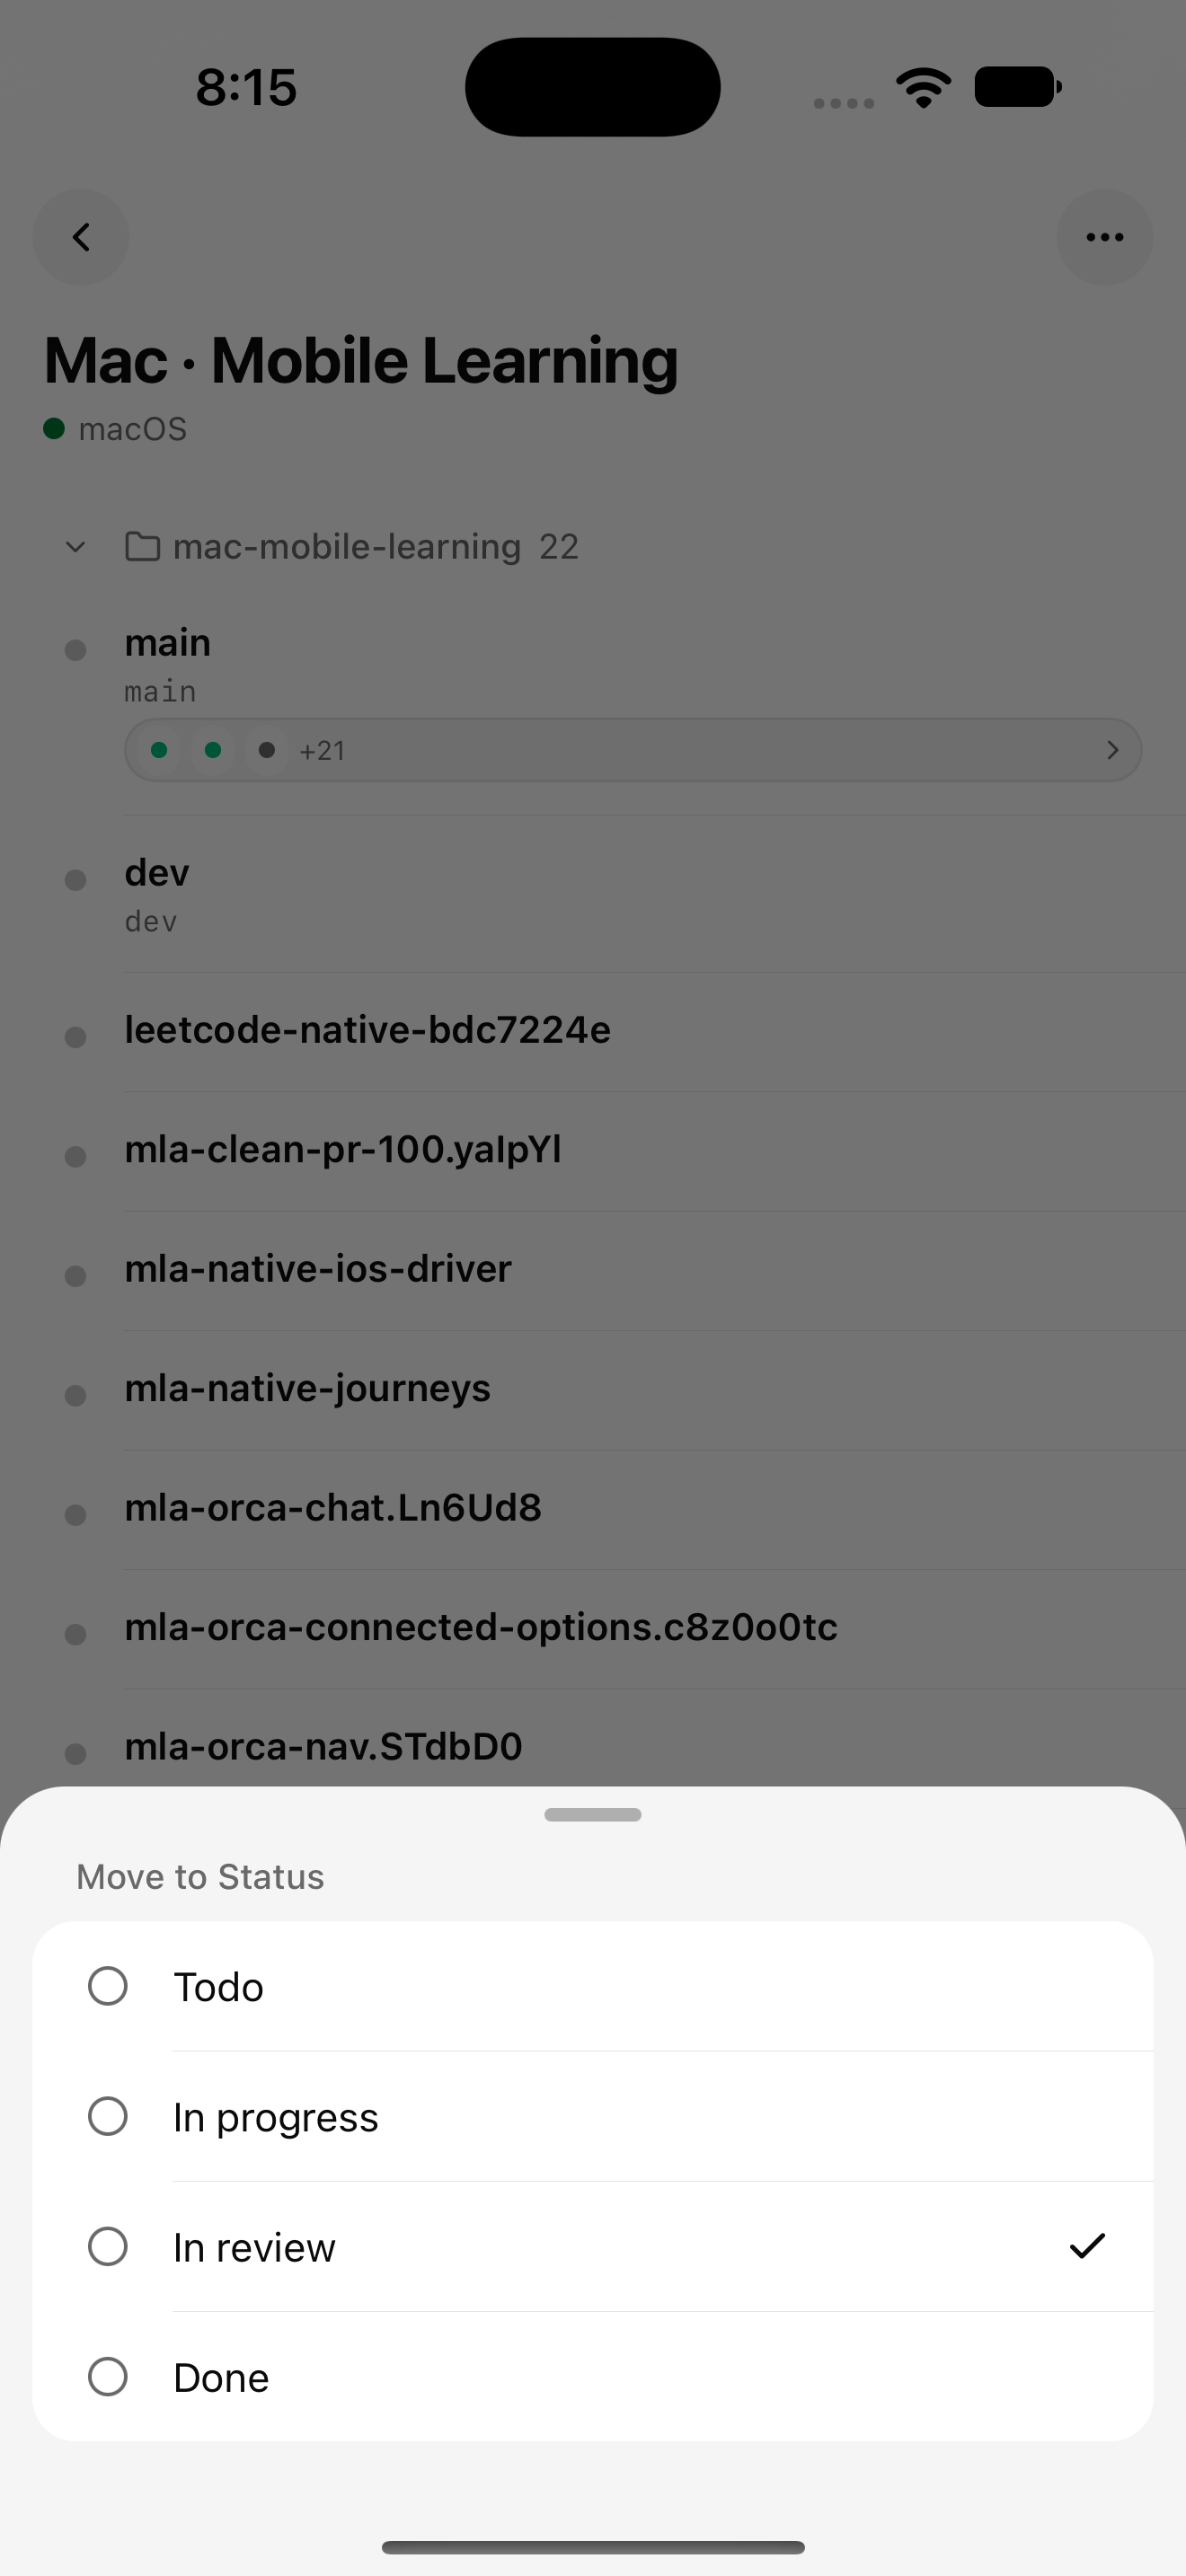 8:15
Mac · Mobile Learning
macOS
mac-mobile-learning 22
main
main
+21
dev
dev
leetcode-native-bdc7224e
mla-clean-pr-100.yalpYl
mla-native-ios-driver
mla-native-journeys
mla-orca-chat.Ln6Ud8
mla-orca-connected-options.c8z0o0tc
mla-orca-nav.STdbD0
Move to Status
Todo
In progress
In review
Done